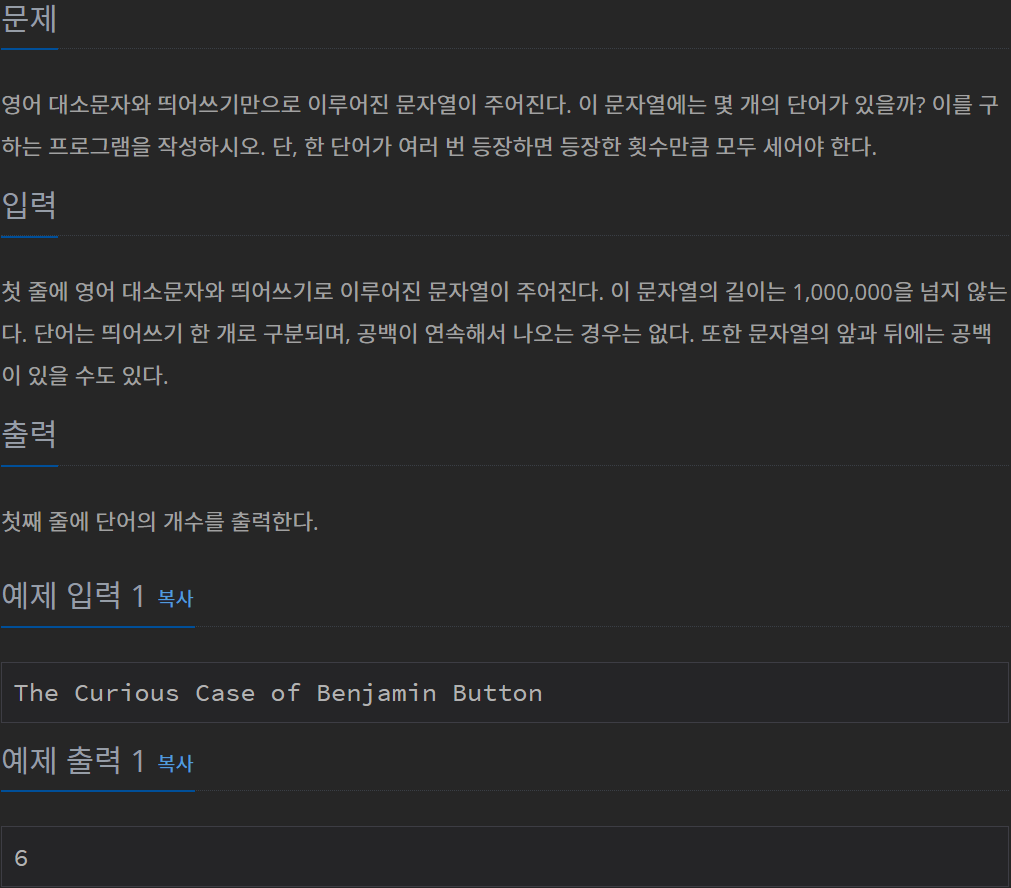 문제
영어 대소문자와 띄어쓰기만으로 이루어진 문자열이 주어진다. 이 문자열에는 몇 개의 단어가 있을까? 이를 구
하는 프로그램을 작성하시오. 단, 한 단어가 여러 번 등장하면 등장한 횟수만큼 모두 세어야 한다.
입력
첫 줄에 영어 대소문자와 띄어쓰기로 이루어진 문자열이 주어진다. 이 문자열의 길이는 1,000,000을 넘지 않는
다. 단어는 띄어쓰기 한 개로 구분되며, 공백이 연속해서 나오는 경우는 없다. 또한 문자열의 앞과 뒤에는 공백
이 있을 수도 있다.
출력
첫째 줄에 단어의 개수를 출력한다.
예제 입력 1 복사
The Curious Case of Benjamin Button
예제 출력 1 복사
6